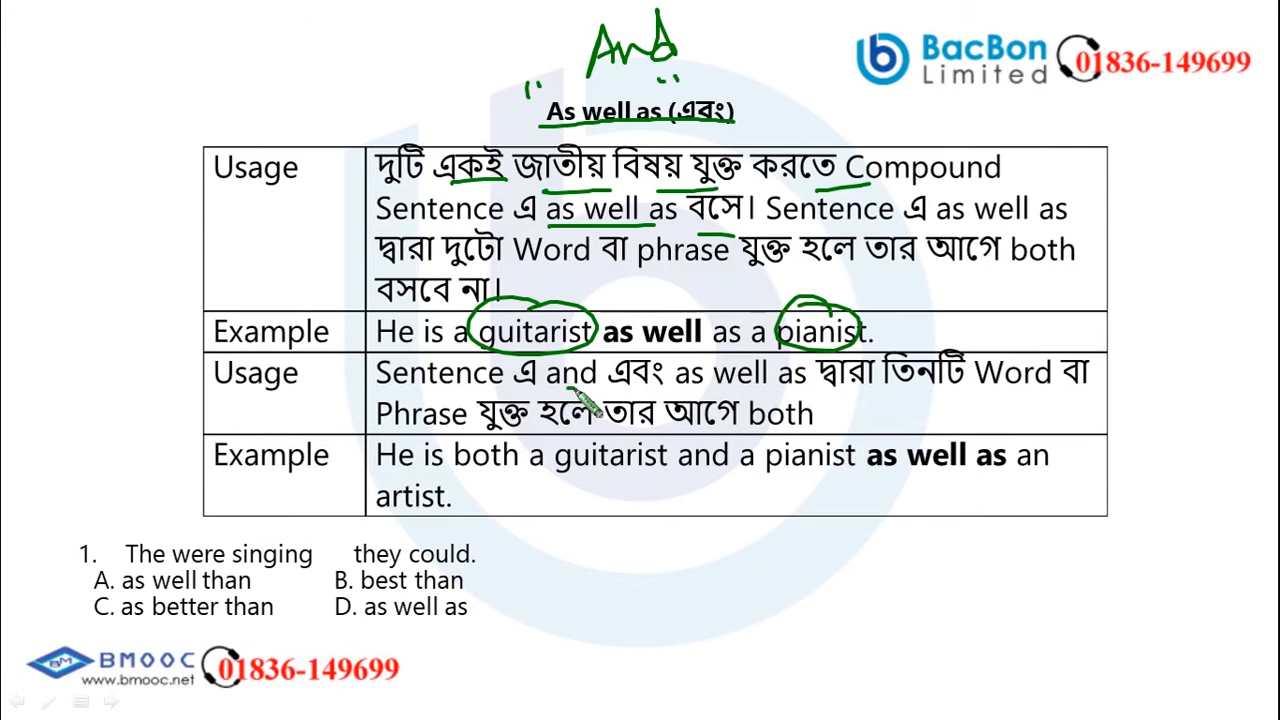 And
BacBon
Limited
01836-149699
As well as (এবং)
Usage
দুটি একই জাতীয় বিষয় যুক্ত করতে Compound
Sentence এ as well as বসে। Sentence এ as well as
দ্বারা দুটো Word বা phrase যুক্ত হলে তার আগে both
বসবে না।
Example
He is a guitarist as well as a pianist.
Usage
Sentence এ and এবং as well as দ্বারা তিনটি Word বা
Phrase যুক্ত হলে তার আগে both
Example
He is both a guitarist and a pianist as well as an
artist.
1. The were singing they could.
A. as well than B. best than
C. as better than D. as well as
BM BMOOC
www.bmooc.net
01836-149699